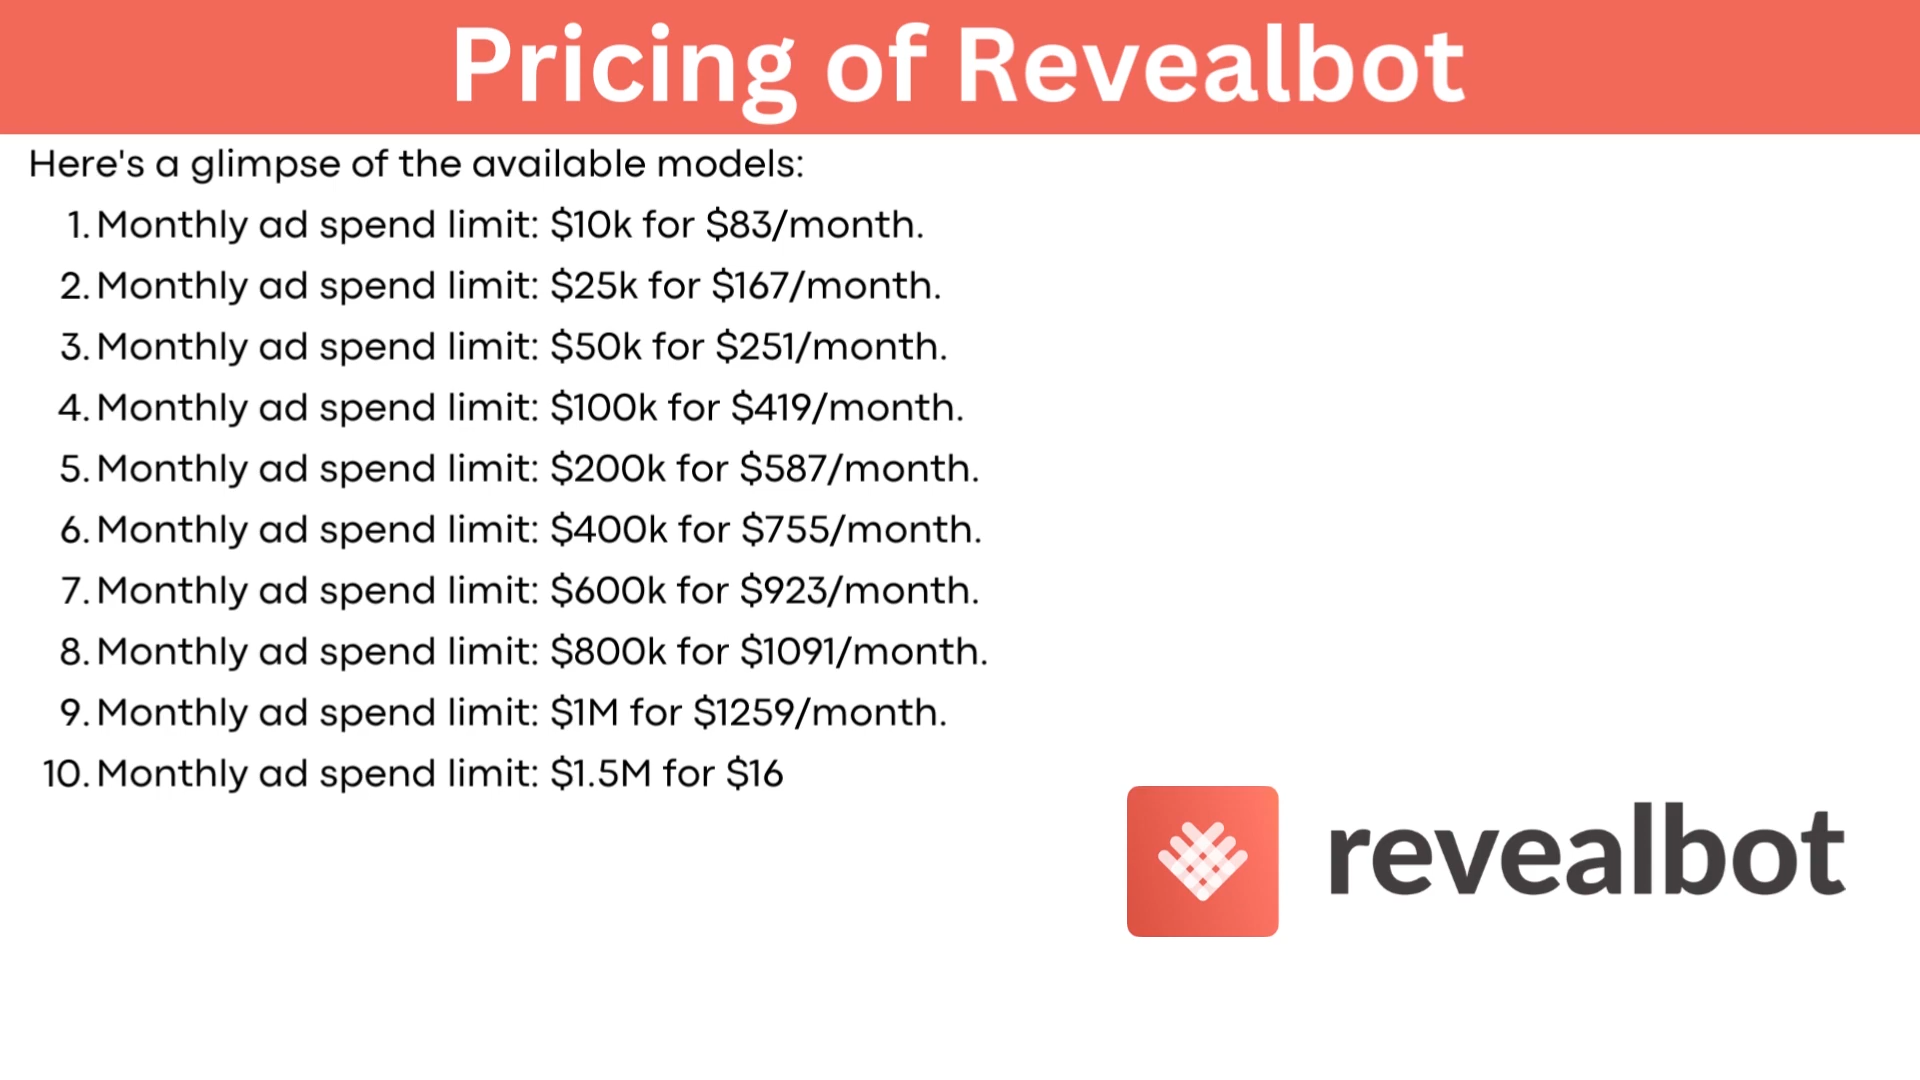 Pricing of Revealbot
Here's a glimpse of the available models:
1. Monthly ad spend limit: $10k for $83/month.
2. Monthly ad spend limit: $25k for $167/month.
3. Monthly ad spend limit: $50k for $251/month.
4. Monthly ad spend limit: $100k for $419/month.
5. Monthly ad spend limit: $200k for $587/month.
6. Monthly ad spend limit: $400k for $755/month.
7. Monthly ad spend limit: $600k for $923/month.
8. Monthly ad spend limit: $800k for $1091/month.
9. Monthly ad spend limit: $1M for $1259/month.
10. Monthly ad spend limit: $1.5M for $16
revealbot